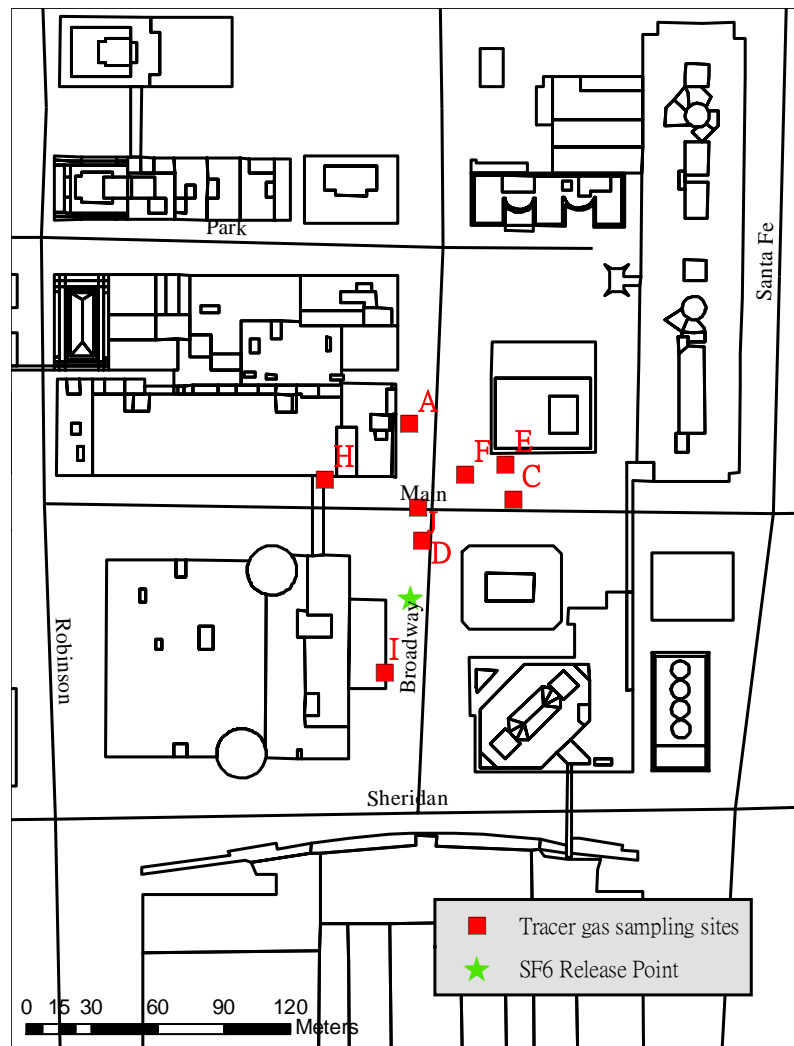 Park
Santa Fe
A
E
F
H
C
Main
J
D
Broadway
I
Robinson
Sheridan
Tracer gas sampling sites
SF6 Release Point
0 15 30 60 90 120
Meters